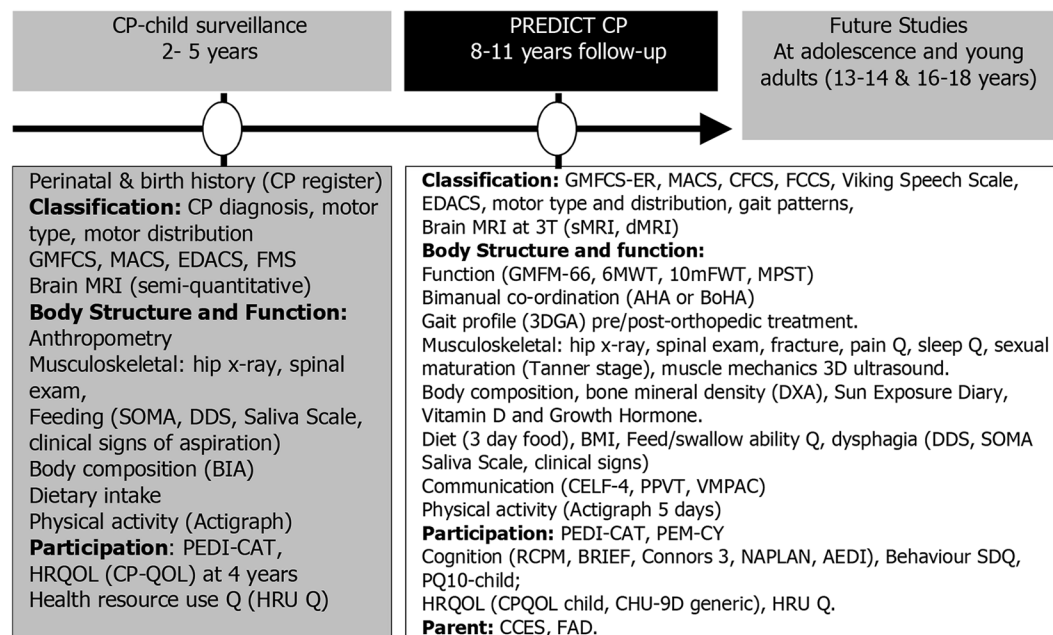 CP-child surveillance
2- 5 years
PREDICT CP
8-11 years follow-up
Future Studies
At adolescence and young
adults (13-14 & 16-18 years)
Perinatal & birth history (CP register)
Classification: CP diagnosis, motor
type, motor distribution
GMFCS, MACS, EDACS, FMS
Brain MRI (semi-quantitative)
Body Structure and Function:
Anthropometry
Musculoskeletal: hip x-ray, spinal
exam,
Feeding (SOMA, DDS, Saliva Scale,
clinical signs of aspiration)
Body composition (BIA)
Dietary intake
Physical activity (Actigraph)
Participation: PEDI-CAT,
HRQOL (CP-QOL) at 4 years
Health resource use Q (HRU Q)
Classification: GMFCS-ER, MACS, CFCS, FCCS, Viking Speech Scale,
EDACS, motor type and distribution, gait patterns,
Brain MRI at 3T (sMRI, dMRI)
Body Structure and function:
Function (GMFM-66, 6MWT, 10mFWT, MPST)
Bimanual co-ordination (AHA or BoHA)
Gait profile (3DGA) pre/post-orthopedic treatment.
Musculoskeletal: hip x-ray, spinal exam, fracture, pain Q, sleep Q, sexual
maturation (Tanner stage), muscle mechanics 3D ultrasound.
Body composition, bone mineral density (DXA), Sun Exposure Diary,
Vitamin D and Growth Hormone.
Diet (3 day food), BMI, Feed/swallow ability Q, dysphagia (DDS, SOMA
Saliva Scale, clinical signs)
Communication (CELF-4, PPVT, VMPAC)
Physical activity (Actigraph 5 days)
Participation: PEDI-CAT, PEM-CY
Cognition (RCPM, BRIEF, Connors 3, NAPLAN, AEDI), Behaviour SDQ,
PQ10-child;
HRQOL (CPQOL child, CHU-9D generic), HRU Q.
Parent: CCES, FAD.